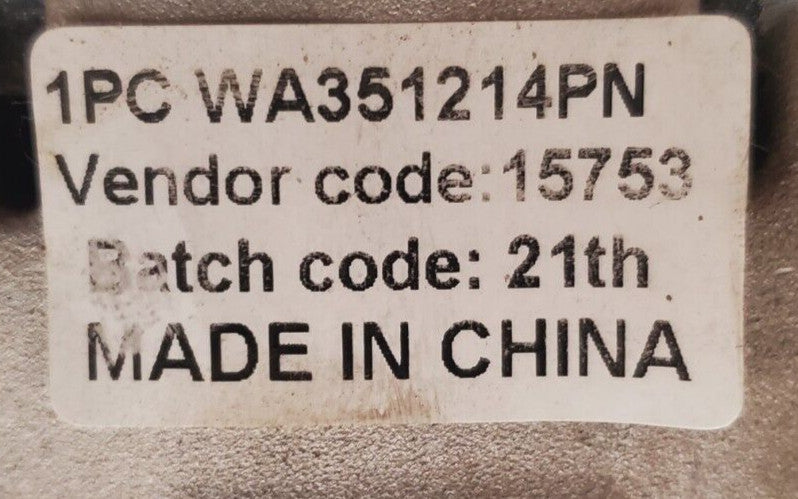 1PC WA351214PN
Vendor code:15753
Batch code: 21th
MADE IN CHINA